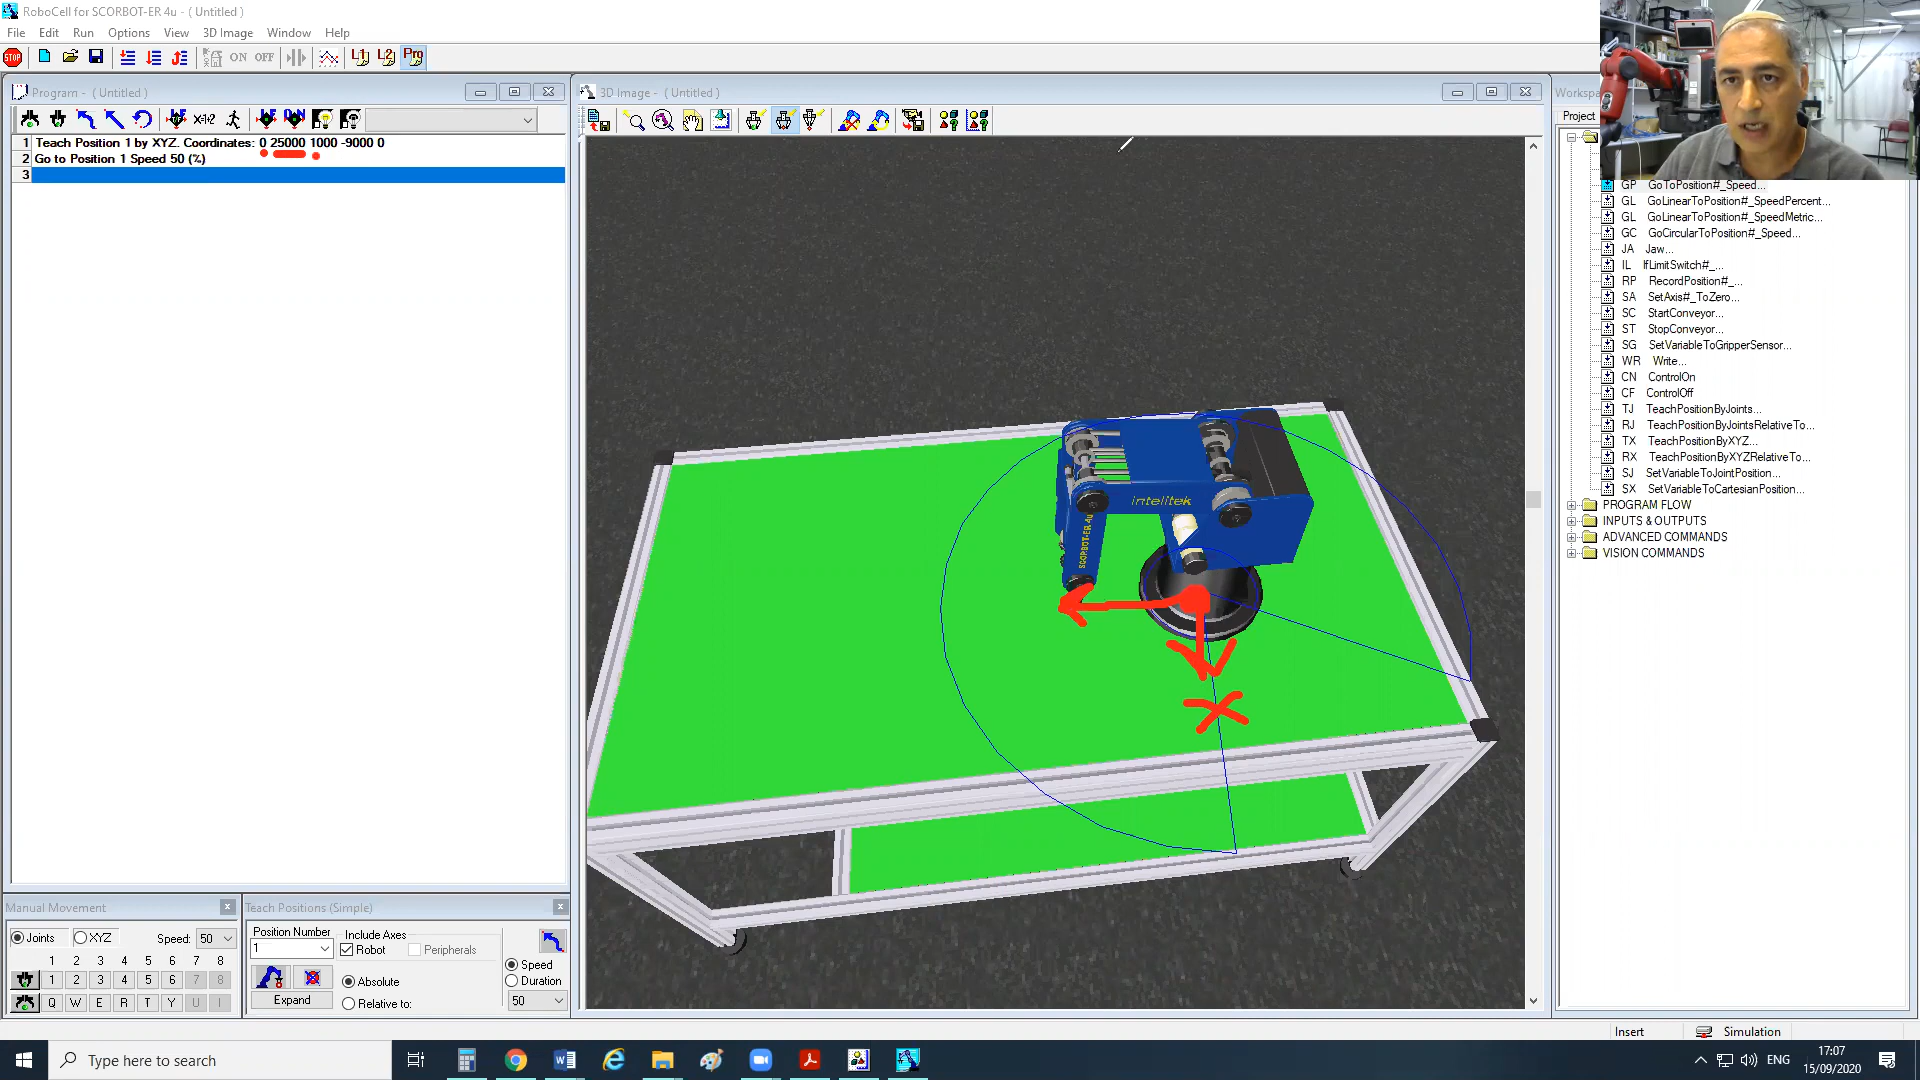 RoboCell for SCORBOT-ER 4u - ( Untitled )
File Edit Run Options View 3D Image Window Help
STOP ON OFF L1 L2 Pro
Program - ( Untitled )
1 Teach Position 1 by XYZ. Coordinates: 0 25000 1000 -9000 0
2 Go to Position 1 Speed 50 (%)
3
3D Image - ( Untitled )
intelitek
SCORBOT-ER 4u
X
Project
GP GoToPosition#_Speed...
GL GoLinearToPosition#_SpeedPercent...
GL GoLinearToPosition#_SpeedMetric...
GC GoCircularToPosition#_Speed...
JA Jaw...
IL IfLimitSwitch#_...
RP RecordPosition#_...
SA SetAxis#_ToZero...
SC StartConveyor...
ST StopConveyor...
SG SetVariableToGripperSensor...
WR Write...
CN ControlOn
CF ControlOff
TJ TeachPositionByJoints...
RJ TeachPositionByJointsRelativeTo...
TX TeachPositionByXYZ...
RX TeachPositionByXYZRelativeTo...
SJ SetVariableToJointPosition...
SX SetVariableToCartesianPosition...
PROGRAM FLOW
INPUTS & OUTPUTS
ADVANCED COMMANDS
VISION COMMANDS
Manual Movement
Joints XYZ Speed: 50
1 2 3 4 5 6 7 8
1 2 3 4 5 6 7 8
Q W E R T Y U I
Teach Positions (Simple)
Position Number
1
Include Axes
Robot Peripherals
Expand
Absolute
Relative to:
Speed
Duration
50
Insert Simulation
Type here to search
ENG
17:07
15/09/2020